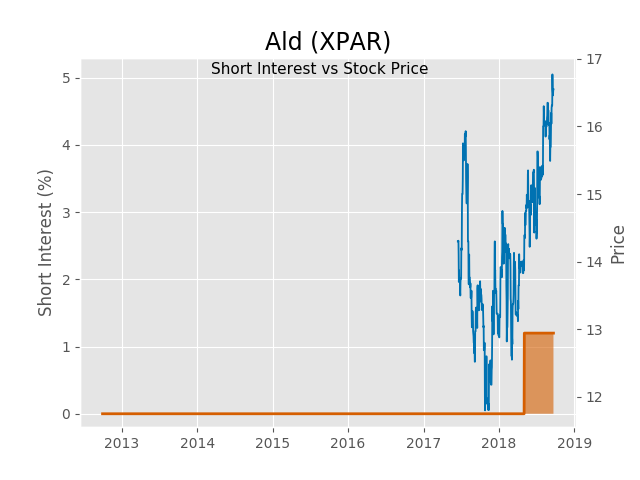 Ald (XPAR)
Short Interest vs Stock Price
Short Interest (%)
5
4
3
2
1
0
17
16
15
14
13
12
Price
2013 2014 2015 2016 2017 2018 2019